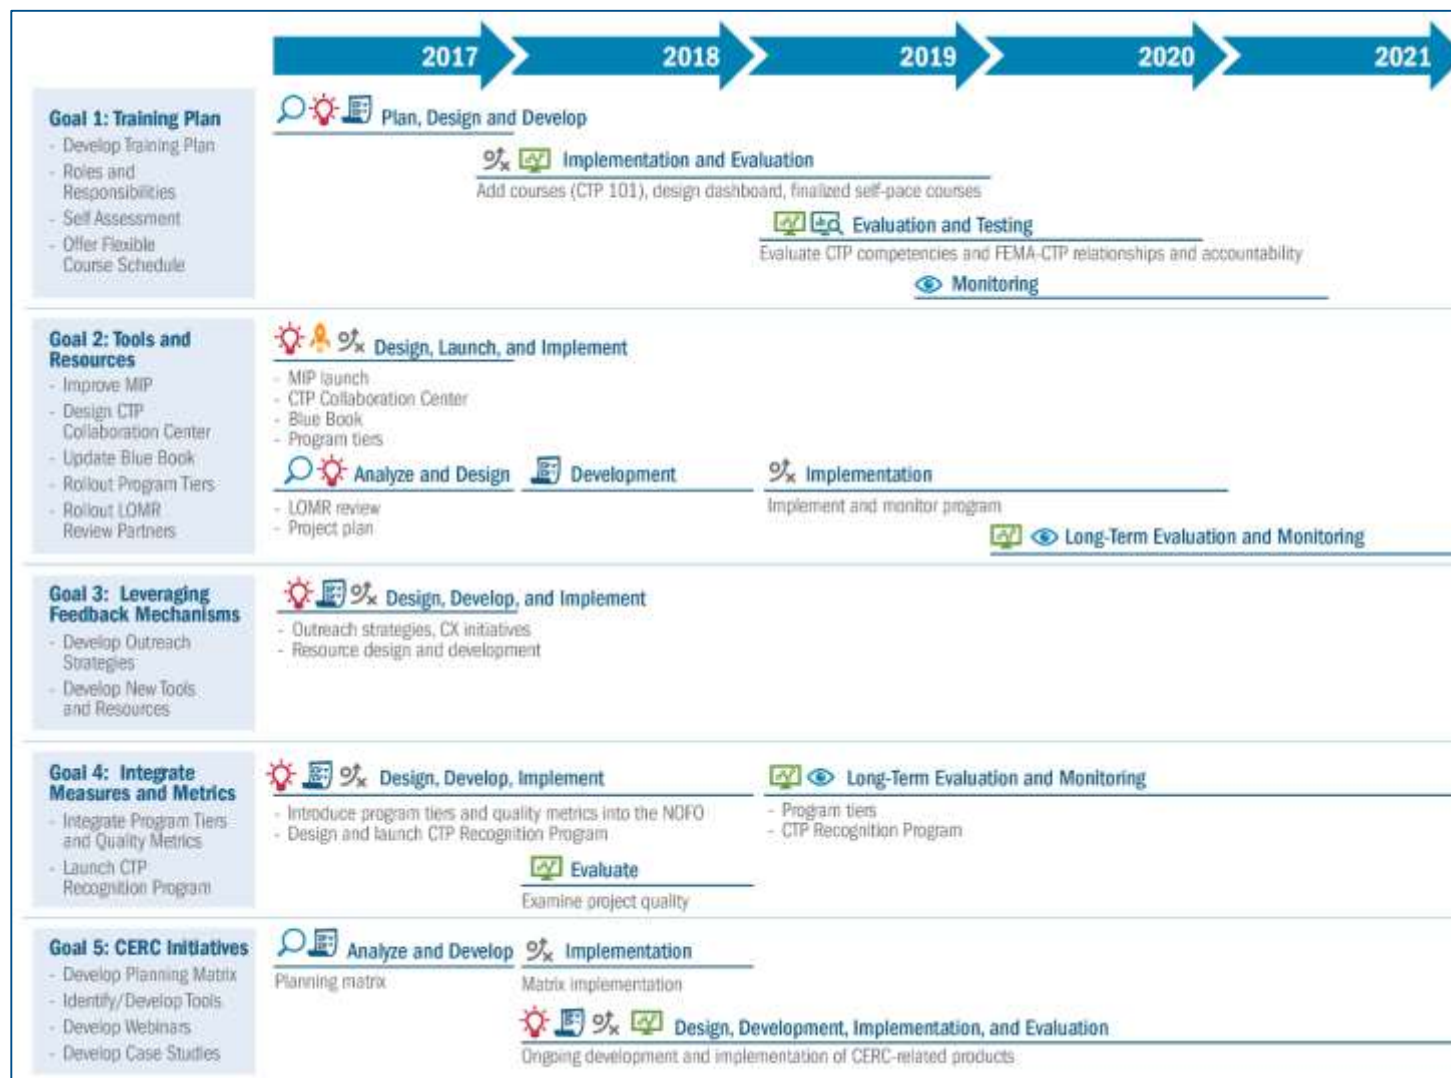 2017 2018 2019 2020 2021
Goal 1: Training Plan
- Develop Training Plan
- Roles and
Responsibilities
- Self Assessment
- Offer Flexible
Course Schedule
Plan, Design and Develop
Implementation and Evaluation
Add courses (CTP 101), design dashboard, finalized self-pace courses
Evaluation and Testing
Evaluate CTP competencies and FEMA-CTP relationships and accountability
Monitoring
Goal 2: Tools and
Resources
- Improve MIP
- Design CTP
Collaboration Center
- Update Blue Book
- Rollout Program Tiers
- Rollout LOMR
Review Partners
Design, Launch, and Implement
- MIP launch
- CTP Collaboration Center
- Blue Book
- Program tiers
Analyze and Design
- LOMR review
- Project plan
Development
Implementation
Implement and monitor program
Long-Term Evaluation and Monitoring
Goal 3: Leveraging
Feedback Mechanisms
- Develop Outreach
Strategies
- Develop New Tools
and Resources
Design, Develop, and Implement
- Outreach strategies, CX initiatives
- Resource design and development
Goal 4: Integrate
Measures and Metrics
- Integrate Program Tiers
and Quality Metrics
- Launch CTP
Recognition Program
Design, Develop, Implement
- Introduce program tiers and quality metrics into the NOFO
- Design and launch CTP Recognition Program
Evaluate
Examine project quality
Long-Term Evaluation and Monitoring
- Program tiers
- CTP Recognition Program
Goal 5: CERC Initiatives
- Develop Planning Matrix
- Identify/Develop Tools
- Develop Webinars
- Develop Case Studies
Analyze and Develop
Planning matrix
Implementation
Matrix implementation
Design, Development, Implementation, and Evaluation
Ongoing development and implementation of CERC-related products